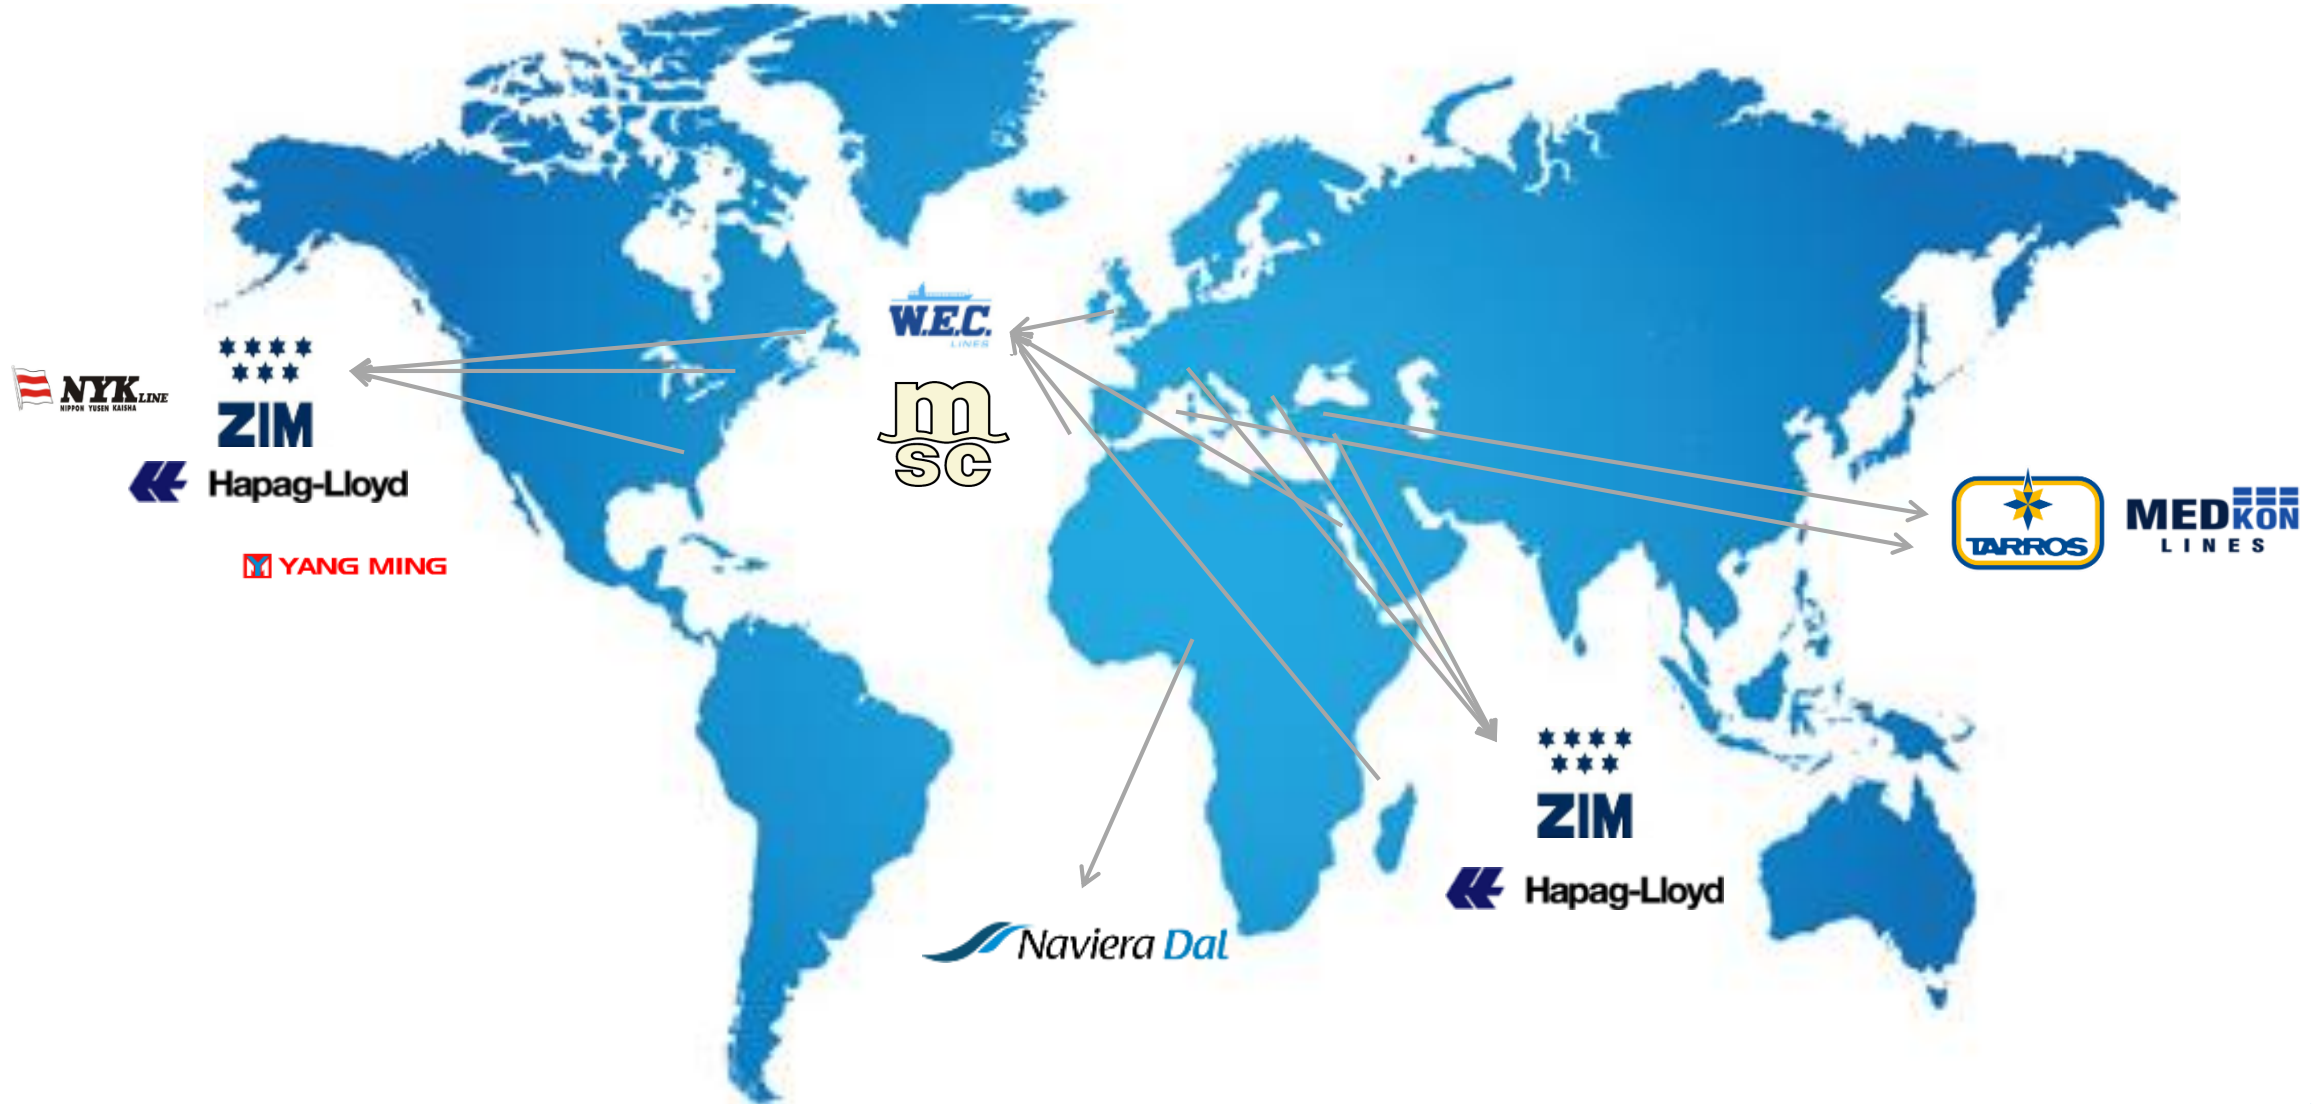 W.E.C.
LINES
NYK LINE
NIPPON YUSEN KAISHA
ZIM
msc
Hapag-Lloyd
TARROS
MEDKON
LINES
YANG MING
ZIM
Hapag-Lloyd
Naviera Dal